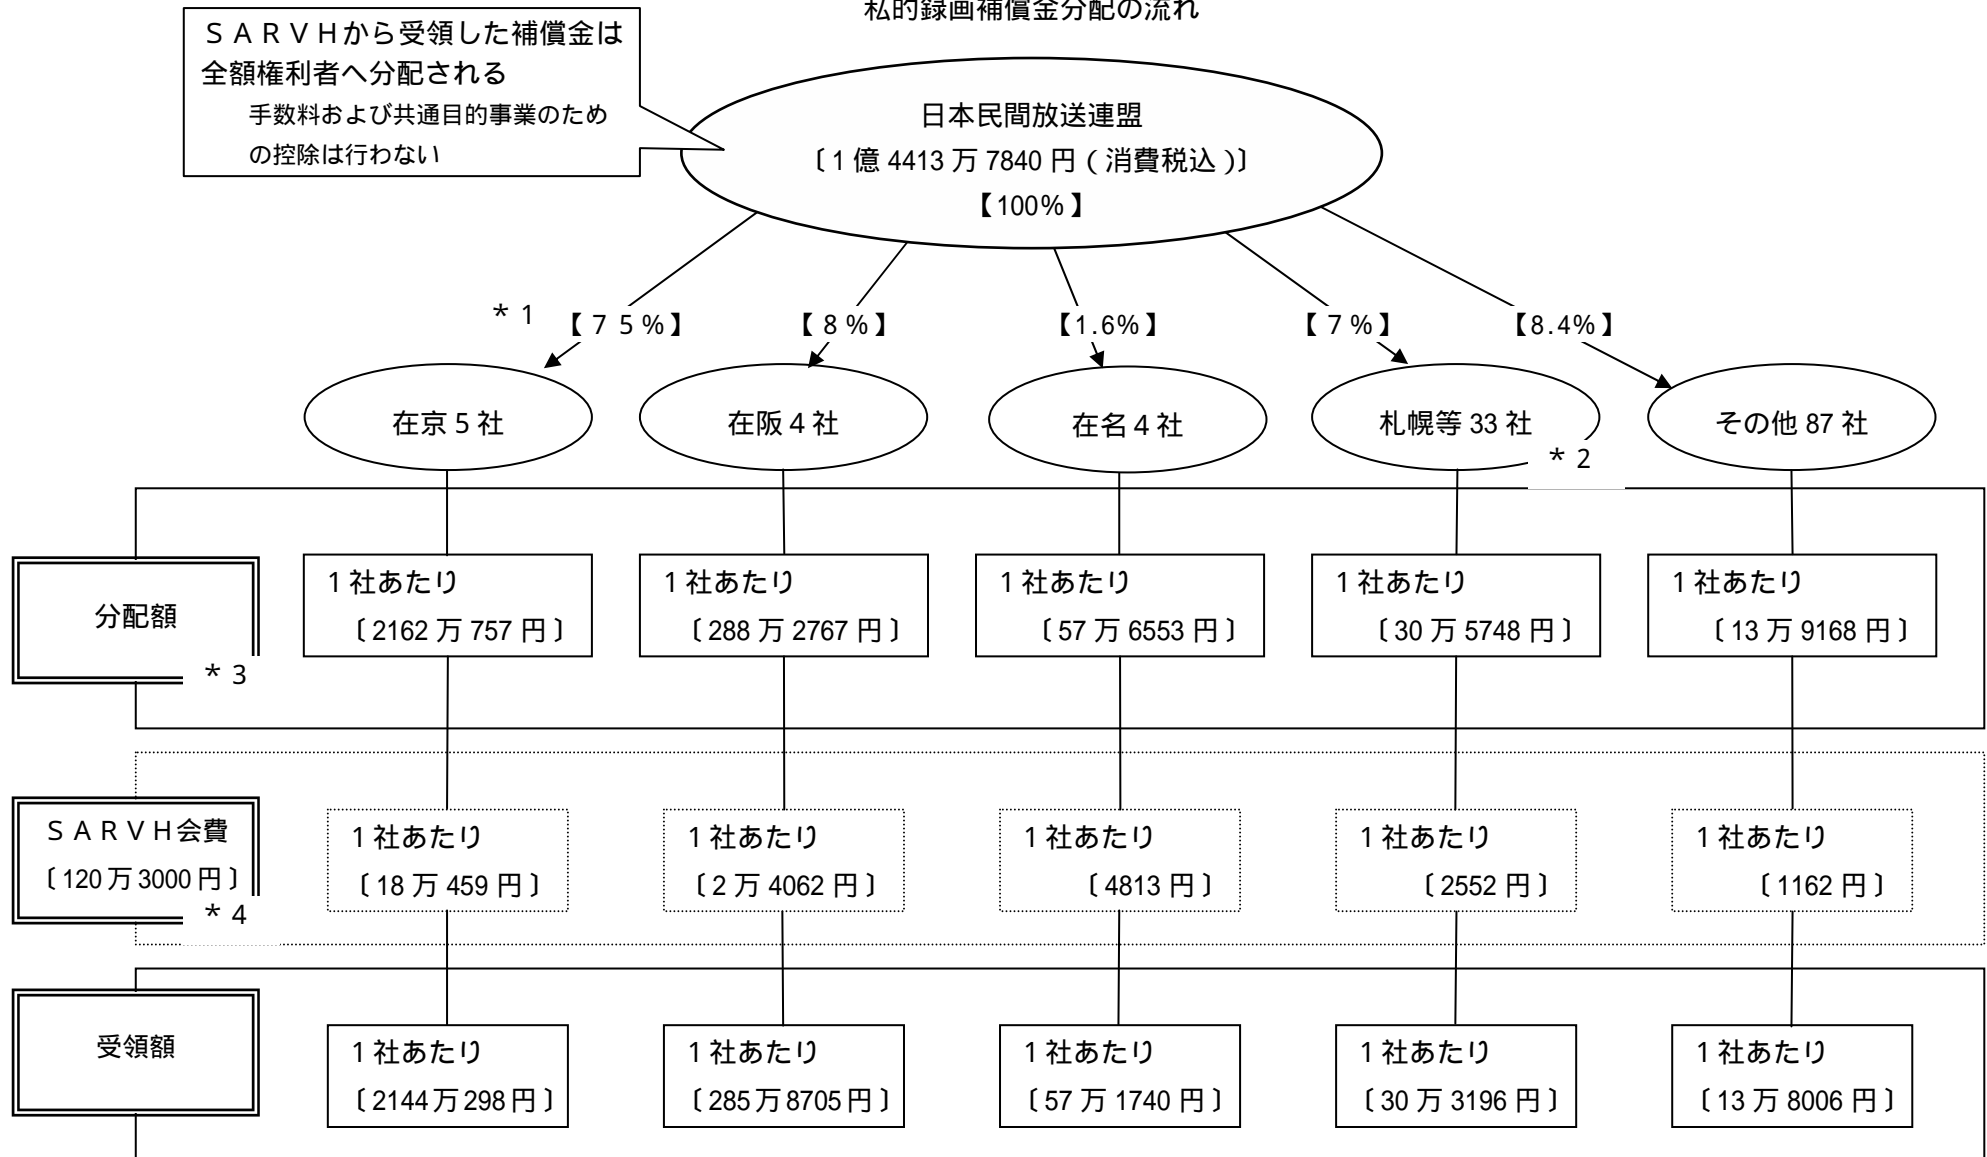 私的録画補償金分配の流れ
ＳＡＲＶＨから受領した補償金は
全額権利者へ分配される
手数料および共通目的事業のため
の控除は行わない
日本民間放送連盟
〔1億4413万7840円(消費税込)〕
【100%】
*1 【75%】
【8%】
【1.6%】
【7%】
【8.4%】
在京5社
在阪4社
在名4社
札幌等33社
*2
その他87社
分配額
*3
1社あたり
〔2162万757円〕
1社あたり
〔288万2767円〕
1社あたり
〔57万6553円〕
1社あたり
〔30万5748円〕
1社あたり
〔13万9168円〕
ＳＡＲＶＨ会費
〔120万3000円〕
*4
1社あたり
〔18万459円〕
1社あたり
〔2万4062円〕
1社あたり
〔4813円〕
1社あたり
〔2552円〕
1社あたり
〔1162円〕
受領額
1社あたり
〔2144万298円〕
1社あたり
〔285万8705円〕
1社あたり
〔57万1740円〕
1社あたり
〔30万3196円〕
1社あたり
〔13万8006円〕